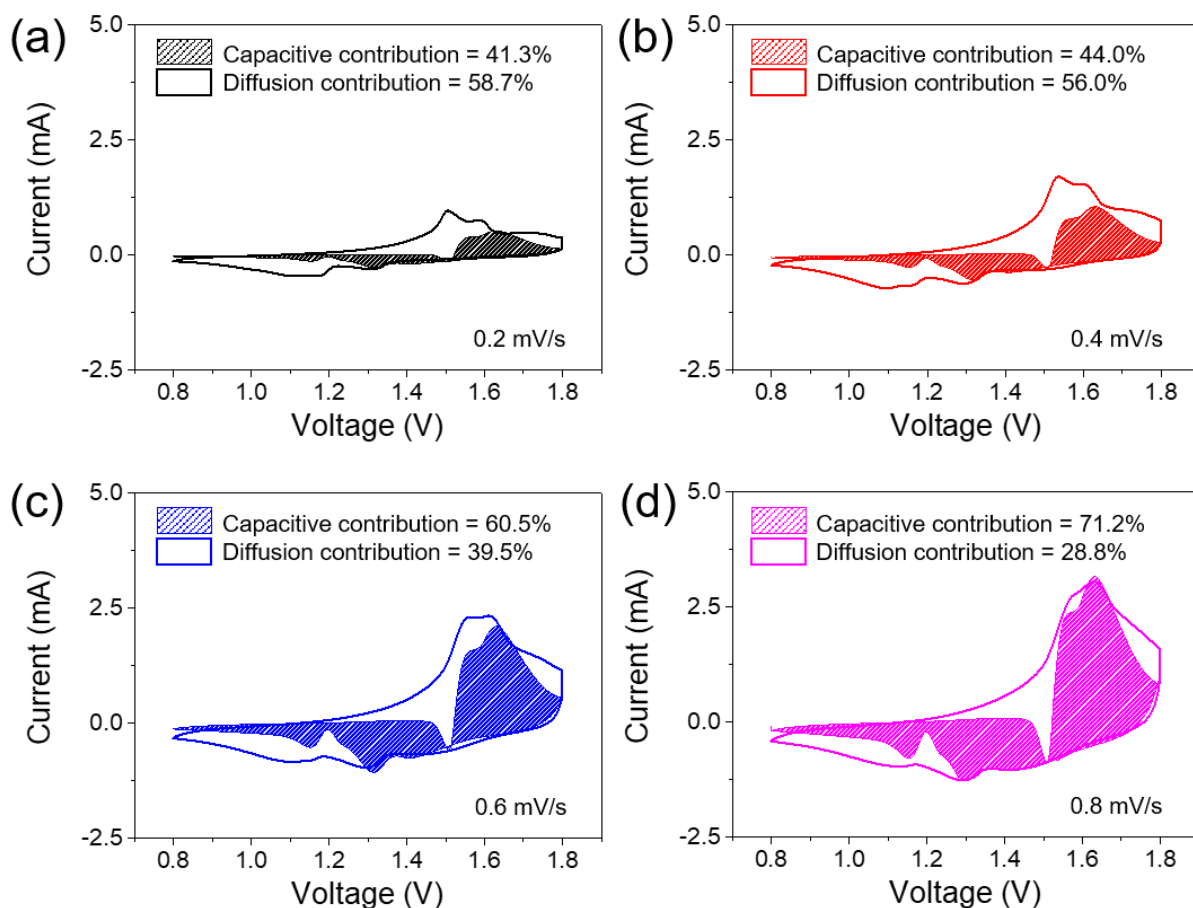 (a)
Capacitive contribution = 41.3%
Diffusion contribution = 58.7%
5.0
2.5
0.0
-2.5
Current (mA)
0.2 mV/s
0.8 1.0 1.2 1.4 1.6 1.8
Voltage (V)
(b)
Capacitive contribution = 44.0%
Diffusion contribution = 56.0%
5.0
2.5
0.0
-2.5
Current (mA)
0.4 mV/s
0.8 1.0 1.2 1.4 1.6 1.8
Voltage (V)
(c)
Capacitive contribution = 60.5%
Diffusion contribution = 39.5%
5.0
2.5
0.0
-2.5
Current (mA)
0.6 mV/s
0.8 1.0 1.2 1.4 1.6 1.8
Voltage (V)
(d)
Capacitive contribution = 71.2%
Diffusion contribution = 28.8%
5.0
2.5
0.0
-2.5
Current (mA)
0.8 mV/s
0.8 1.0 1.2 1.4 1.6 1.8
Voltage (V)